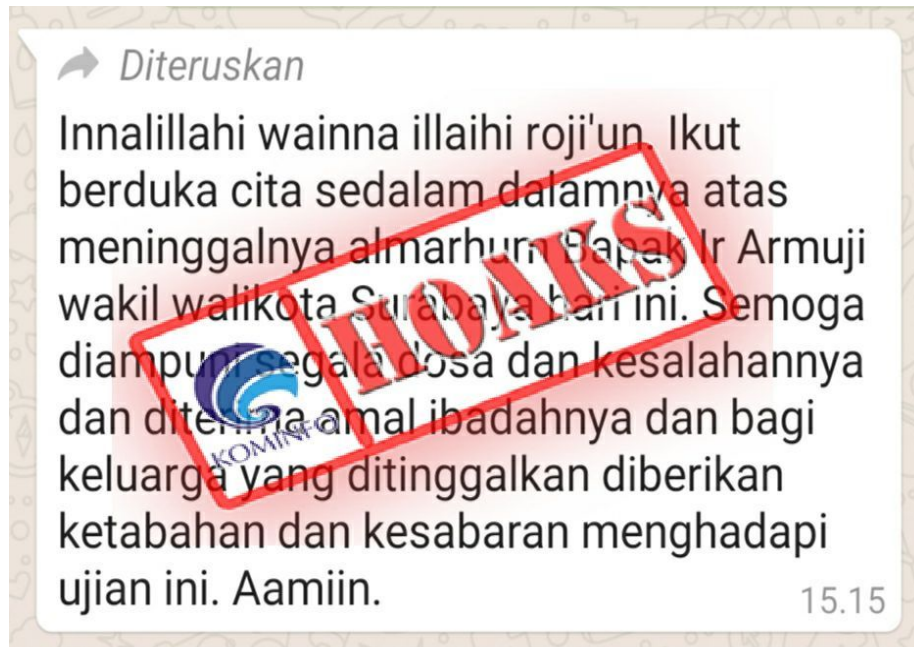 Diteruskan
Innalillahi wainna illaihi roji'un. Ikut
berduka cita sedalam dalamnya atas
meninggalnya almarhum Bapak Ir Armuji
wakil walikota Surabaya hari ini. Semoga
diampuni segala dosa dan kesalahannya
dan diterima amal ibadahnya dan bagi
keluarga yang ditinggalkan diberikan
ketabahan dan kesabaran menghadapi
ujian ini. Aamiin.
15.15
HOAKS
KOMINFO